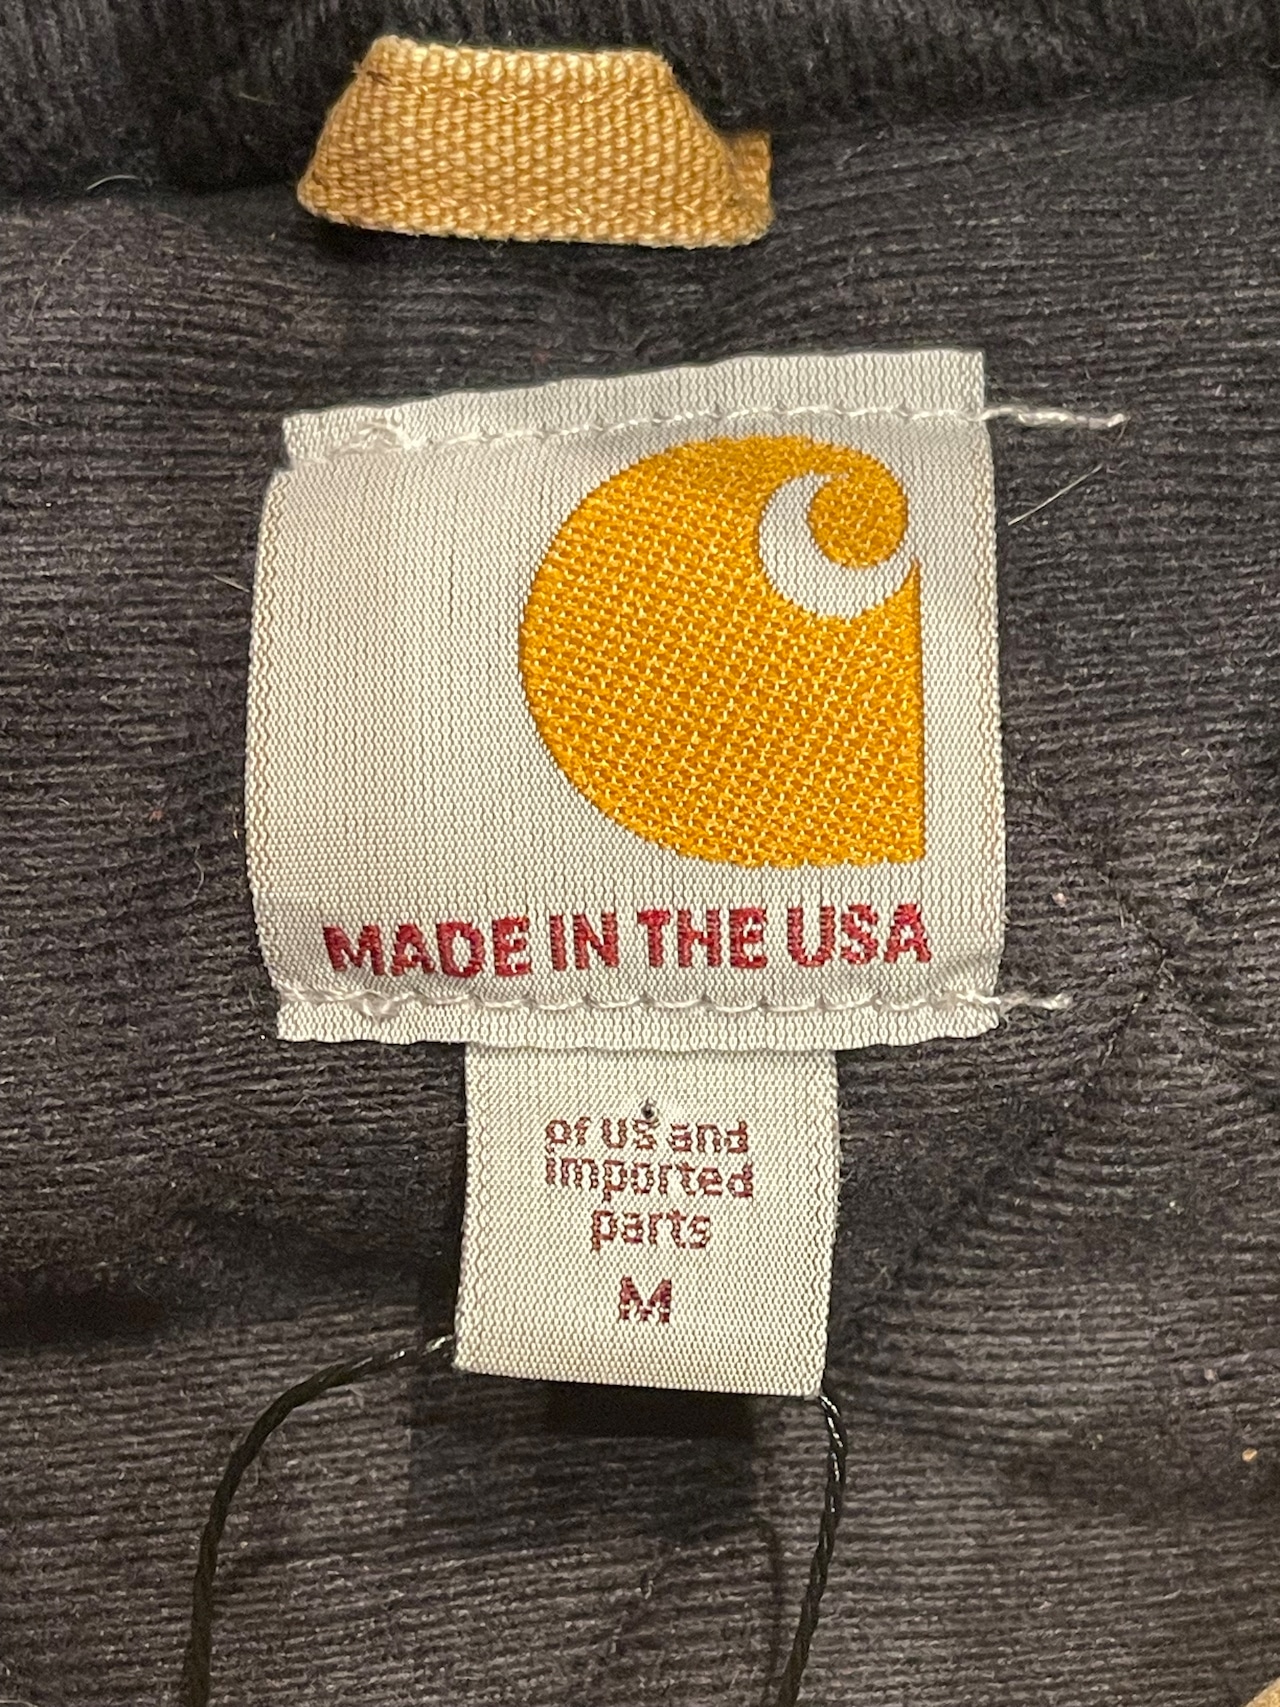 MADE IN THE USA
of us and
imported
parts
M